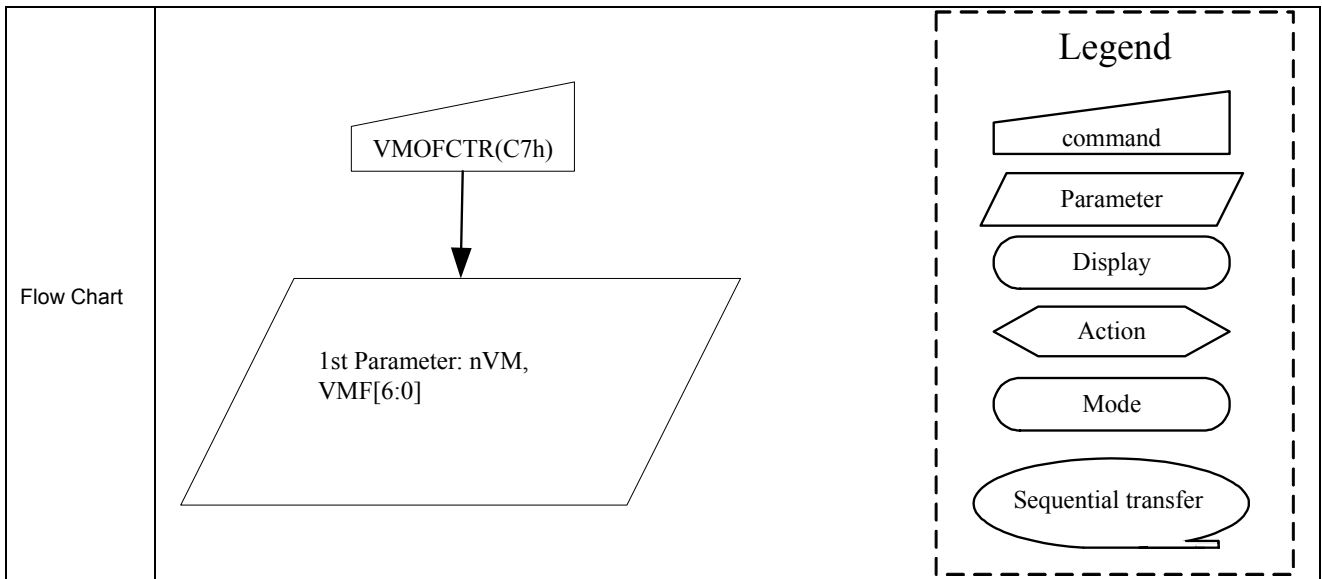 Flow Chart
VMOFCTR(C7h)
1st Parameter: nVM,
VMF[6:0]
Legend
command
Parameter
Display
Action
Mode
Sequential transfer